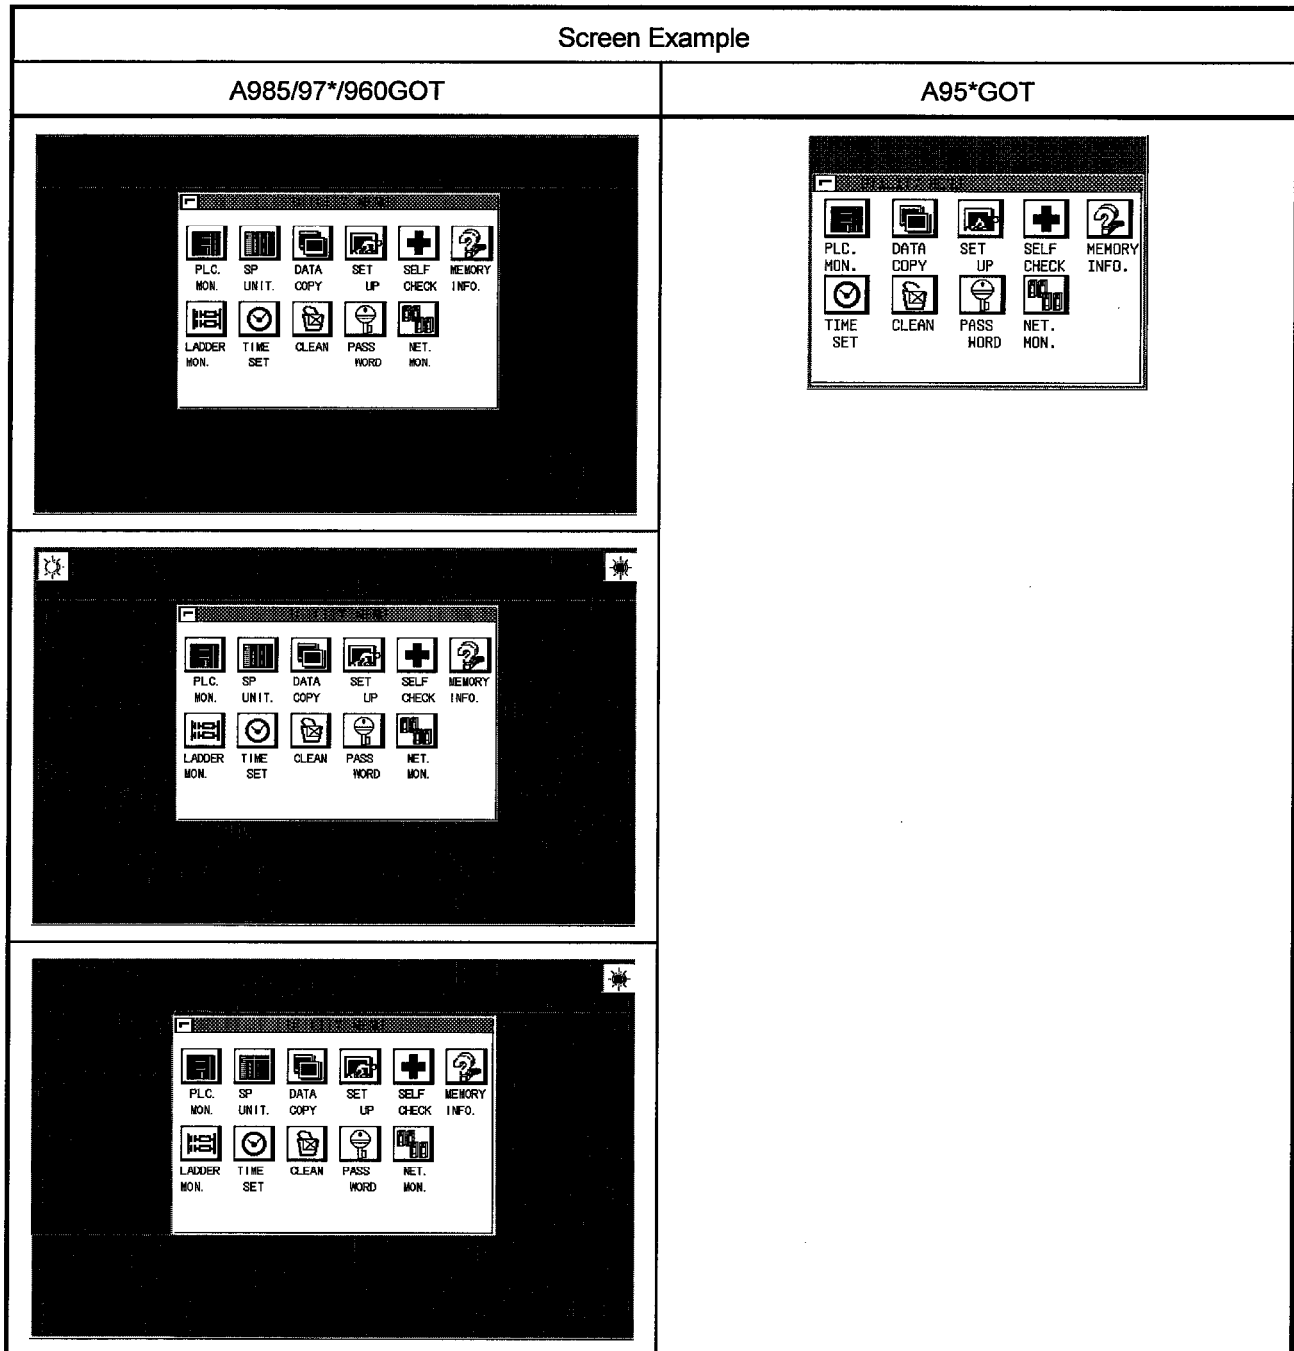 Screen Example
A985/97*/960GOT
A95*GOT
PLC. SP DATA SET SELF MEMORY
MON. UNIT. COPY UP CHECK INFO.
LADDER TIME CLEAN PASS NET.
MON. SET WORD MON.
UTILITY MENU
PLC. DATA SET SELF MEMORY
MON. COPY UP CHECK INFO.
TIME CLEAN PASS NET.
SET WORD MON.
PLC. SP DATA SET SELF MEMORY
MON. UNIT. COPY UP CHECK INFO.
LADDER TIME CLEAN PASS NET.
MON. SET WORD MON.
PLC. SP DATA SET SELF MEMORY
MON. UNIT. COPY UP CHECK INFO.
LADDER TIME CLEAN PASS NET.
MON. SET WORD MON.